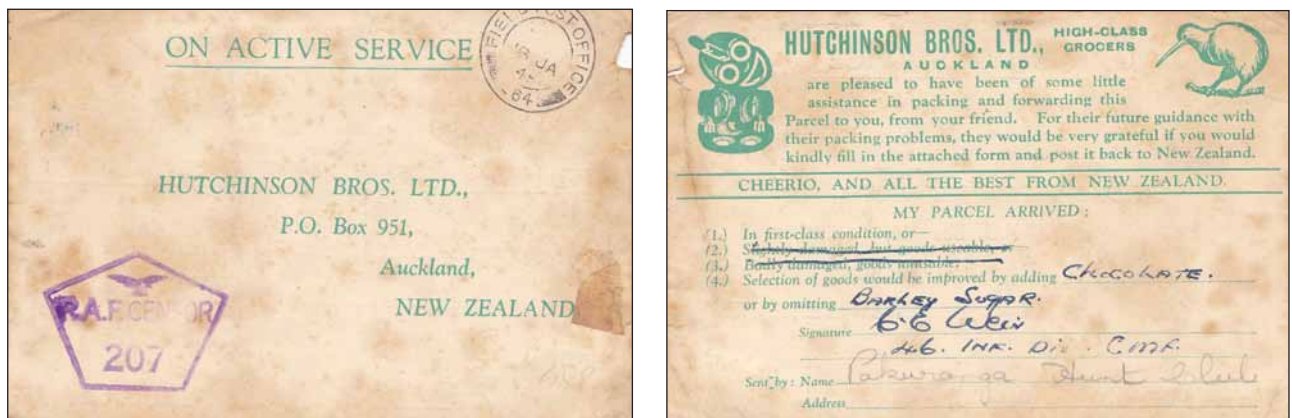 ON ACTIVE SERVICE
FIELD POST OFFICE
JA
64
HUTCHINSON BROS. LTD.,
P.O. Box 951,
Auckland,
NEW ZEALAND
R.A.F. CENSOR
207
HUTCHINSON BROS. LTD., HIGH-CLASS GROCERS
AUCKLAND
are pleased to have been of some little
assistance in packing and forwarding this
Parcel to you, from your friend. For their future guidance with
their packing problems, they would be very grateful if you would
kindly fill in the attached form and post it back to New Zealand.
CHEERIO, AND ALL THE BEST FROM NEW ZEALAND.
MY PARCEL ARRIVED:
(1.) In first-class condition, or
(2.) Slightly damaged, but goods useable, or
(3.) Badly damaged, goods unusable.
(4.) Selection of goods would be improved by adding CHOCOLATE.
or by omitting BARLEY SUGAR.
Signature Weir
46. INF. Div. CMF.
Sent by: Name Pakuranga Hunt Club
Address